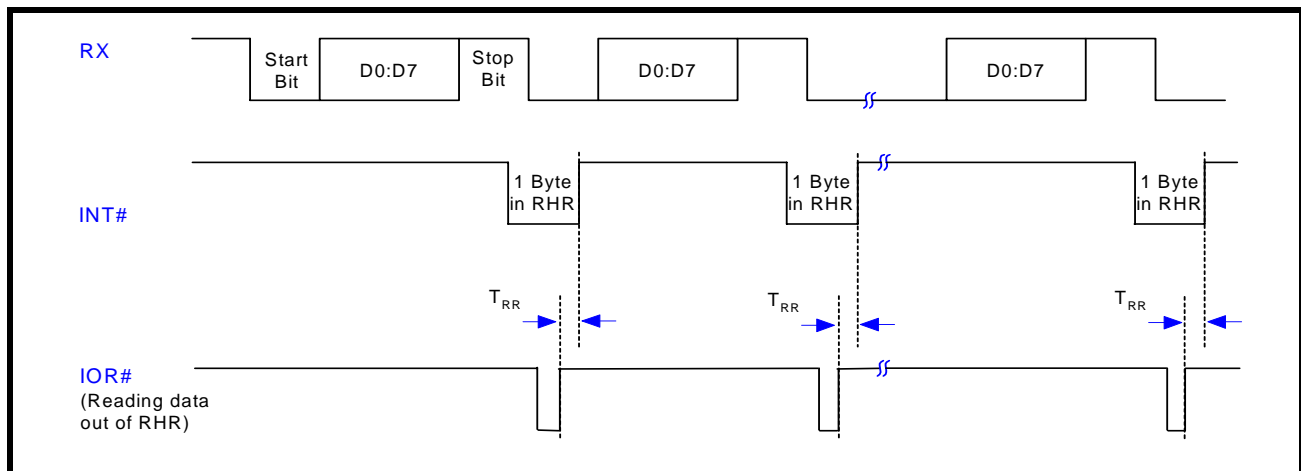 RX
Start
Bit
D0:D7
Stop
Bit
D0:D7
D0:D7
INT#
1 Byte
in RHR
1 Byte
in RHR
1 Byte
in RHR
TRR
TRR
TRR
IOR#
(Reading data
out of RHR)